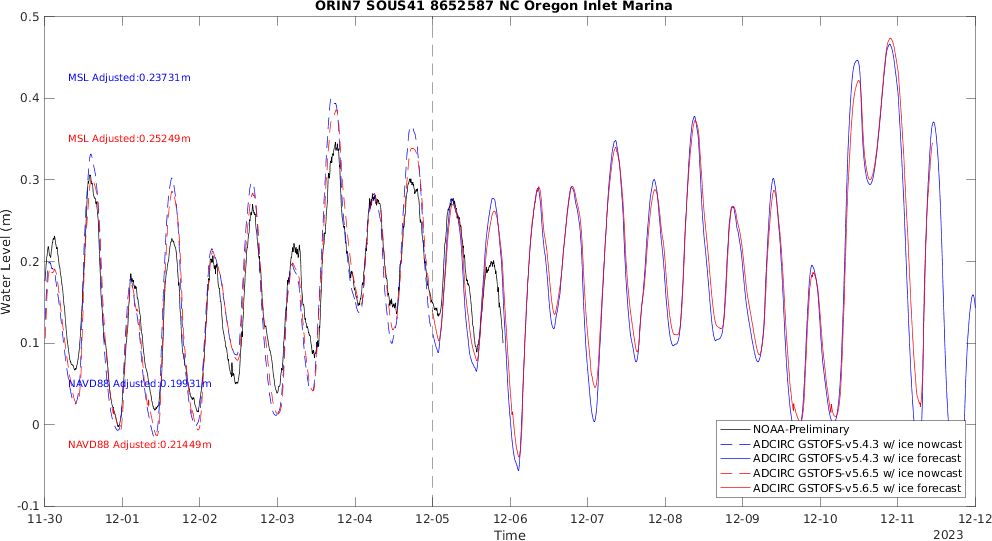 ORIN7 SOUS41 8652587 NC Oregon Inlet Marina
0.5
0.4
0.3
0.2
0.1
0
-0.1
Water Level (m)
MSL Adjusted:0.23731m
MSL Adjusted:0.25249m
NAVD88 Adjusted:0.19931m
NAVD88 Adjusted:0.21449m
NOAA-Preliminary
ADCIRC GSTOFS-v5.4.3 w/ ice nowcast
ADCIRC GSTOFS-v5.4.3 w/ ice forecast
ADCIRC GSTOFS-v5.6.5 w/ ice nowcast
ADCIRC GSTOFS-v5.6.5 w/ ice forecast
11-30 12-01 12-02 12-03 12-04 12-05 12-06 12-07 12-08 12-09 12-10 12-11 12-12
Time
2023